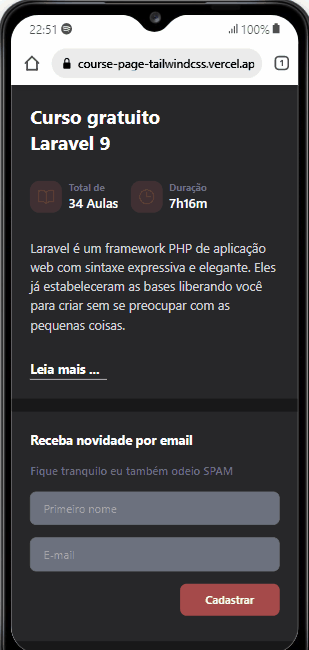 22:51 100%
course-page-tailwindcss.vercel.ap 1
Curso gratuito
Laravel 9
Total de Duração
34 Aulas 7h16m
Laravel é um framework PHP de aplicação
web com sintaxe expressiva e elegante. Eles
já estabeleceram as bases liberando você
para criar sem se preocupar com as
pequenas coisas.
Leia mais ...
Receba novidade por email
Fique tranquilo eu também odeio SPAM
Primeiro nome
E-mail
Cadastrar